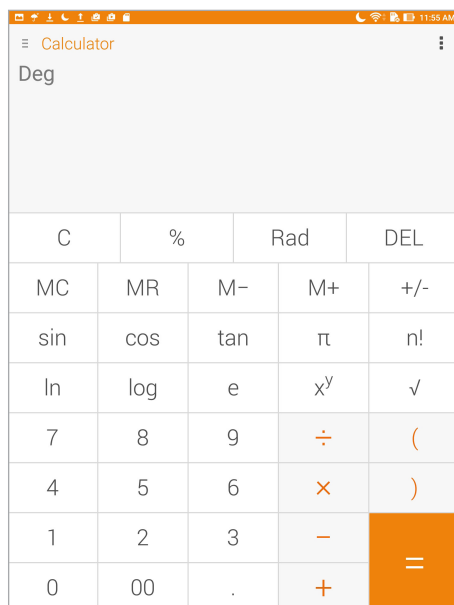 11:55 AM
Calculator
Deg
C % Rad DEL
MC MR M− M+ +/-
sin cos tan π n!
ln log e xʸ √
7 8 9 ÷ (
4 5 6 × )
1 2 3 −
=
0 00 . +